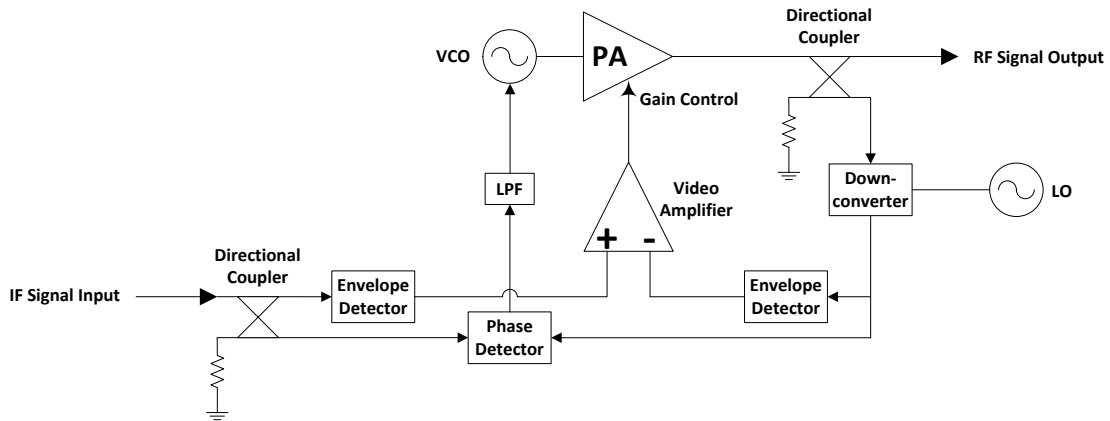 Directional
Coupler
VCO
PA
RF Signal Output
Gain Control
LPF
Video
Amplifier
Down-
converter
LO
+ -
Directional
Coupler
IF Signal Input
Envelope
Detector
Envelope
Detector
Phase
Detector